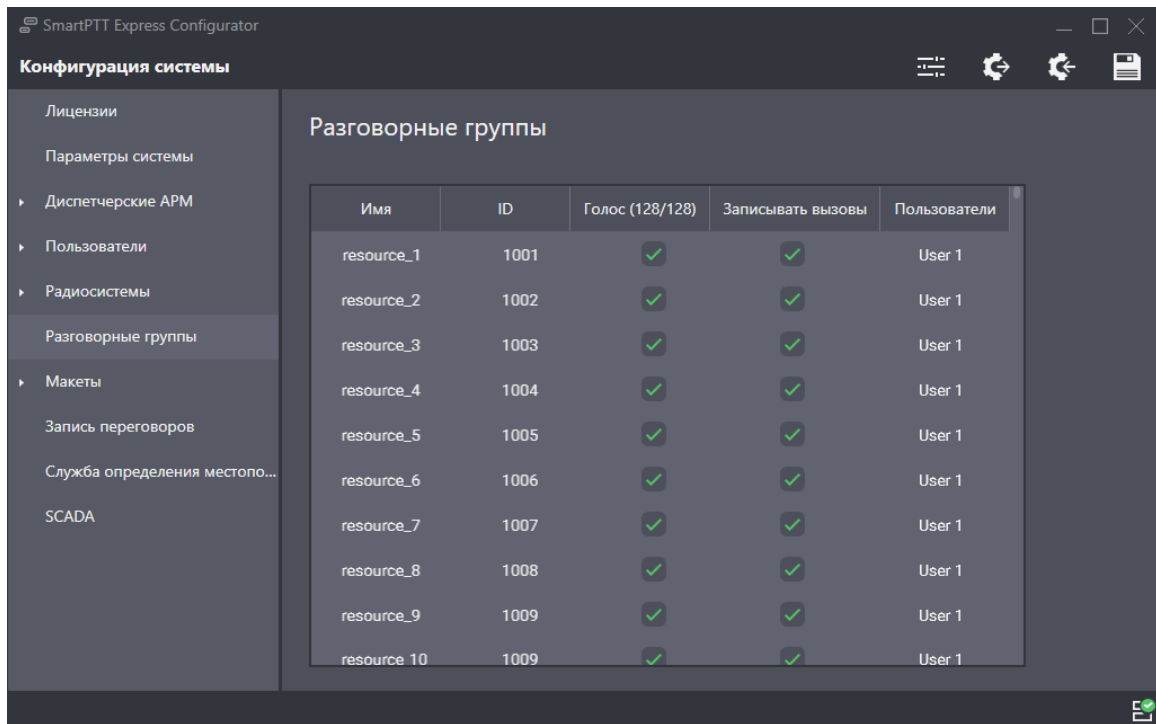 SmartPTT Express Configurator
Конфигурация системы
Лицензии
Параметры системы
Диспетчерские АРМ
Пользователи
Радиосистемы
Разговорные группы
Макеты
Запись переговоров
Служба определения местопо...
SCADA
Разговорные группы
Имя ID Голос (128/128) Записывать вызовы Пользователи
resource_1 1001 User 1
resource_2 1002 User 1
resource_3 1003 User 1
resource_4 1004 User 1
resource_5 1005 User 1
resource_6 1006 User 1
resource_7 1007 User 1
resource_8 1008 User 1
resource_9 1009 User 1
resource 10 1009 User 1